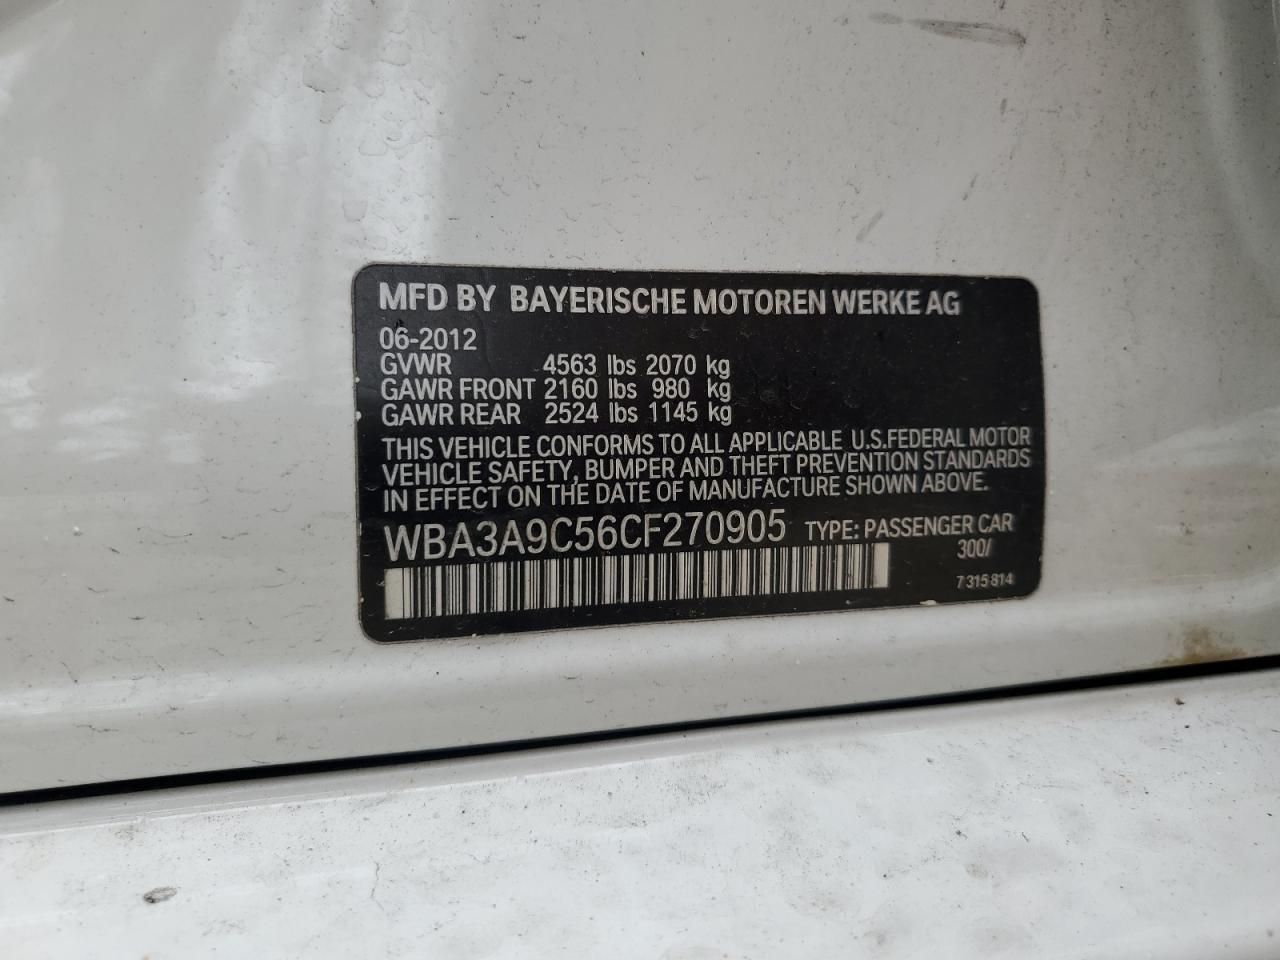 MFD BY BAYERISCHE MOTOREN WERKE AG
06-2012
GVWR 4563 lbs 2070 kg
GAWR FRONT 2160 lbs 980 kg
GAWR REAR 2524 lbs 1145 kg
THIS VEHICLE CONFORMS TO ALL APPLICABLE U.S.FEDERAL MOTOR
VEHICLE SAFETY, BUMPER AND THEFT PREVENTION STANDARDS
IN EFFECT ON THE DATE OF MANUFACTURE SHOWN ABOVE.
WBA3A9C56CF270905 TYPE: PASSENGER CAR
300/
7 315 814